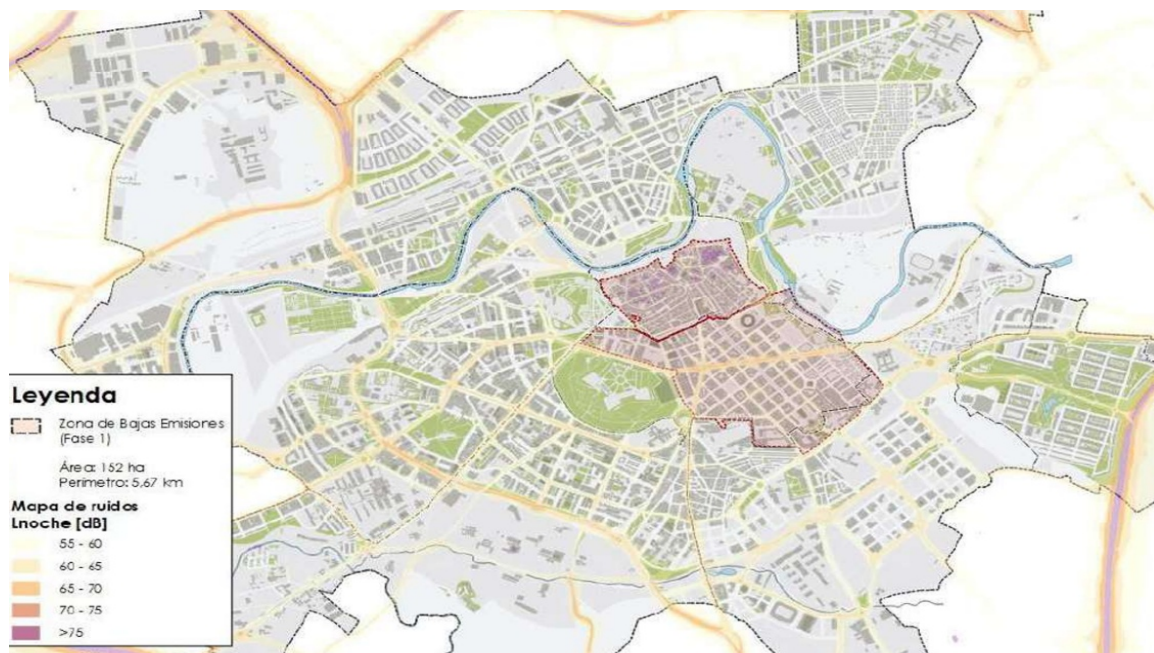 Leyenda
Zona de Bajas Emisiones
(Fase 1)
Área: 152 ha
Perímetro: 5,67 km
Mapa de ruidos
Lnoche [dB]
55 - 60
60 - 65
65 - 70
70 - 75
>75